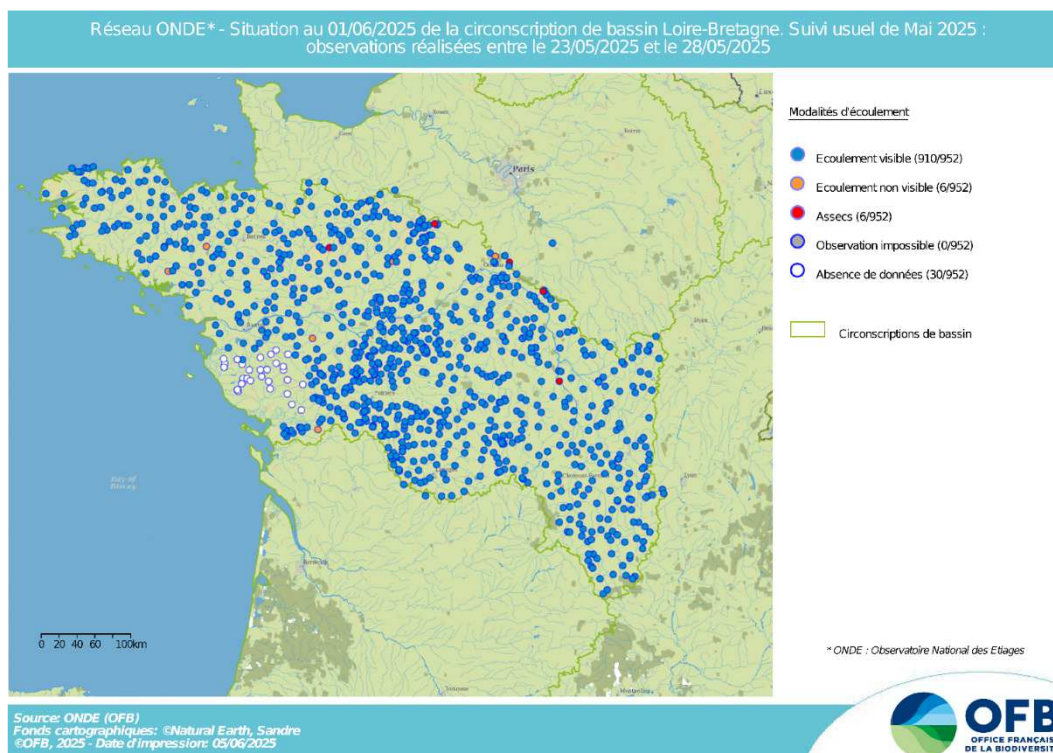 Réseau ONDE* - Situation au 01/06/2025 de la circonscription de bassin Loire-Bretagne. Suivi usuel de Mai 2025 :
observations réalisées entre le 23/05/2025 et le 28/05/2025
Modalités d'écoulement
Ecoulement visible (910/952)
Ecoulement non visible (6/952)
Assecs (6/952)
Observation impossible (0/952)
Absence de données (30/952)
Circonscriptions de bassin
Paris
Bay of
Biscay
0 20 40 60 100km
* ONDE : Observatoire National des Etiages
Source: ONDE (OFB)
Fonds cartographiques: ©Natural Earth, Sandre
©OFB, 2025 - Date d'impression: 05/06/2025
OFB
OFFICE FRANÇAIS
DE LA BIODIVERSI